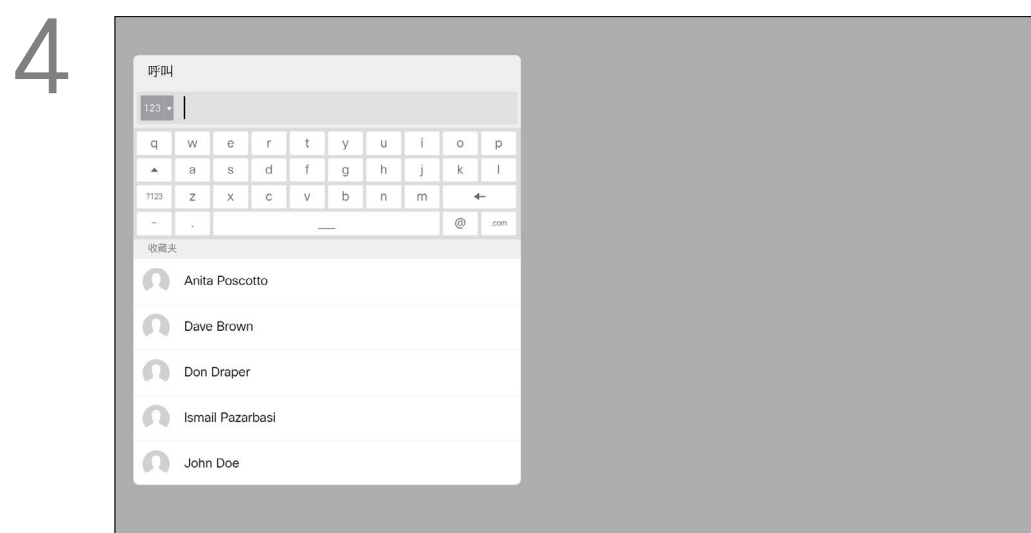 4
呼叫
123
q w e r t y u i o p
a s d f g h j k l
?123 z x c v b n m
- . @ .com
收藏夹
Anita Poscotto
Dave Brown
Don Draper
Ismail Pazarbasi
John Doe